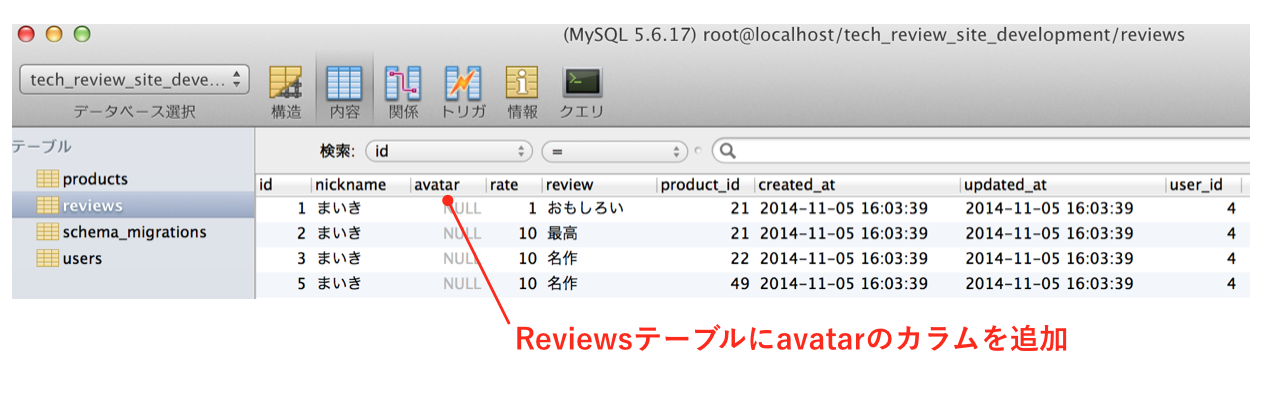 (MySQL 5.6.17) root@localhost/tech_review_site_development/reviews
tech_review_site_deve...
データベース選択
構造 内容 関係 トリガ 情報 クエリ
テーブル
products
reviews
schema_migrations
users
検索: id =
id nickname avatar rate review product_id created_at updated_at user_id
1 まいき NULL 1 おもしろい 21 2014-11-05 16:03:39 2014-11-05 16:03:39 4
2 まいき NULL 10 最高 21 2014-11-05 16:03:39 2014-11-05 16:03:39 4
3 まいき NULL 10 名作 22 2014-11-05 16:03:39 2014-11-05 16:03:39 4
5 まいき NULL 10 名作 49 2014-11-05 16:03:39 2014-11-05 16:03:39 4
Reviewsテーブルにavatarのカラムを追加